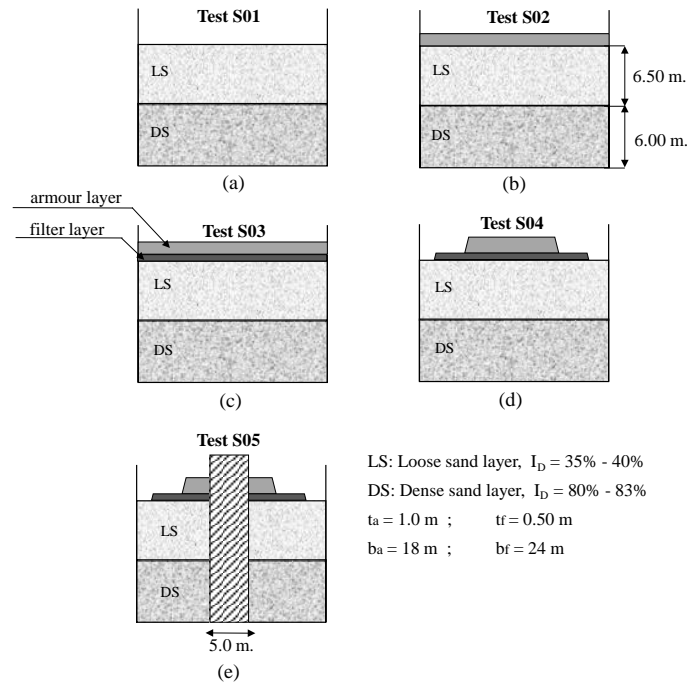 Test S01
LS
DS
(a)
Test S02
LS
DS
6.50 m.
6.00 m.
(b)
armour layer
filter layer
Test S03
LS
DS
(c)
Test S04
LS
DS
(d)
Test S05
LS
DS
5.0 m.
(e)
LS: Loose sand layer, ID = 35% - 40%
DS: Dense sand layer, ID = 80% - 83%
ta = 1.0 m ; tf = 0.50 m
ba = 18 m ; bf = 24 m